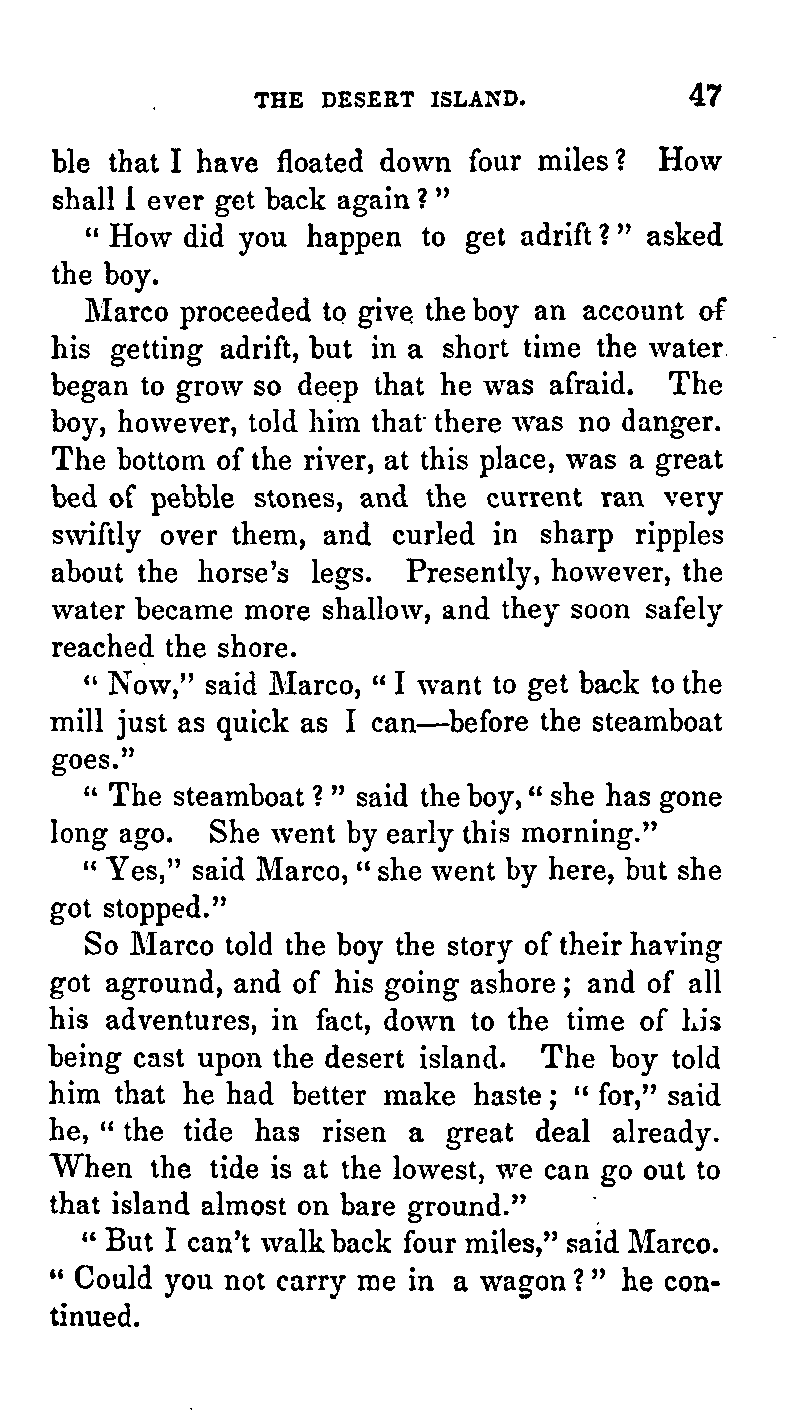 THE DESERT ISLAND. 47
ble that I have floated down four miles? How
shall I ever get back again?"
"How did you happen to get adrift?" asked
the boy.
Marco proceeded to give the boy an account of
his getting adrift, but in a short time the water
began to grow so deep that he was afraid. The
boy, however, told him that there was no danger.
The bottom of the river, at this place, was a great
bed of pebble stones, and the current ran very
swiftly over them, and curled in sharp ripples
about the horse's legs. Presently, however, the
water became more shallow, and they soon safely
reached the shore.
"Now," said Marco, "I want to get back to the
mill just as quick as I can—before the steamboat
goes."
"The steamboat?" said the boy, "she has gone
long ago. She went by early this morning."
"Yes," said Marco, "she went by here, but she
got stopped."
So Marco told the boy the story of their having
got aground, and of his going ashore; and of all
his adventures, in fact, down to the time of his
being cast upon the desert island. The boy told
him that he had better make haste; "for," said
he, "the tide has risen a great deal already.
When the tide is at the lowest, we can go out to
that island almost on bare ground."
"But I can't walk back four miles," said Marco.
"Could you not carry me in a wagon?" he con-
tinued.